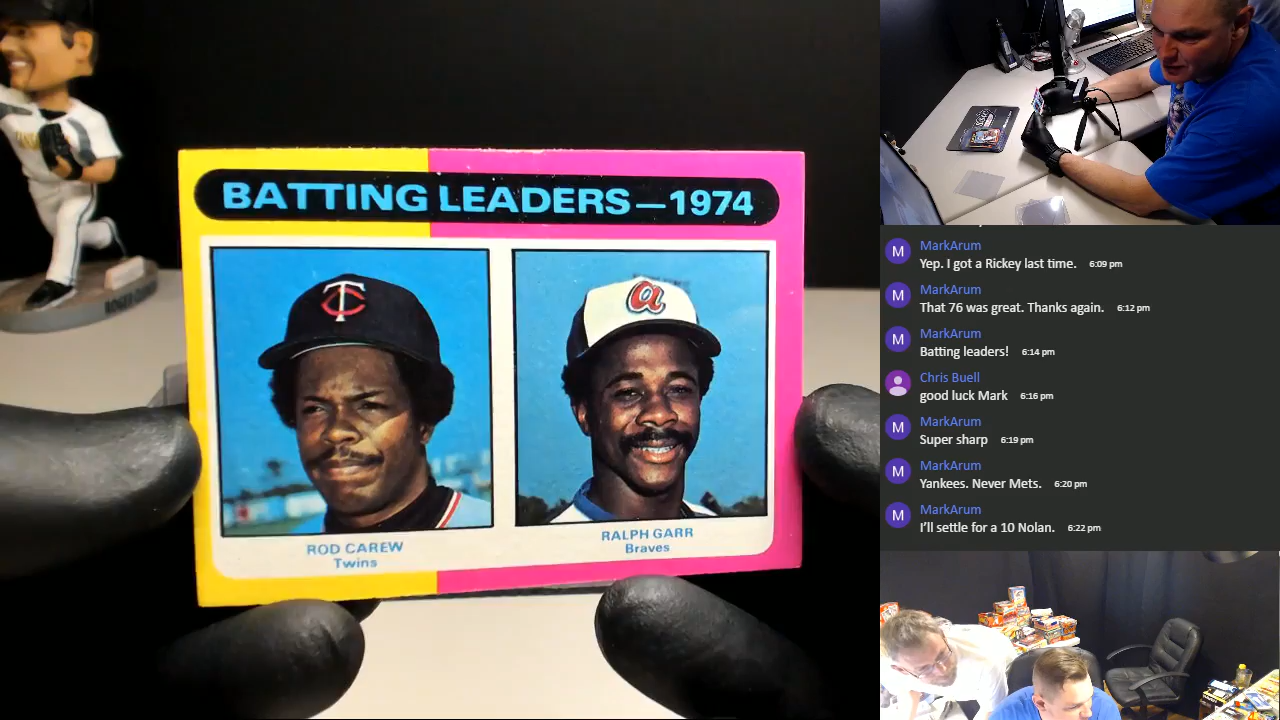 BATTING LEADERS—1974
ROD CAREW
Twins
RALPH GARR
Braves
MarkArum
Yep. I got a Rickey last time. 6:09 pm
MarkArum
That 76 was great. Thanks again. 6:12 pm
MarkArum
Batting leaders! 6:14 pm
Chris Buell
good luck Mark 6:16 pm
MarkArum
Super sharp 6:19 pm
MarkArum
Yankees. Never Mets. 6:20 pm
MarkArum
I'll settle for a 10 Nolan. 6:22 pm
M
M
M
M
M
M
TC
a